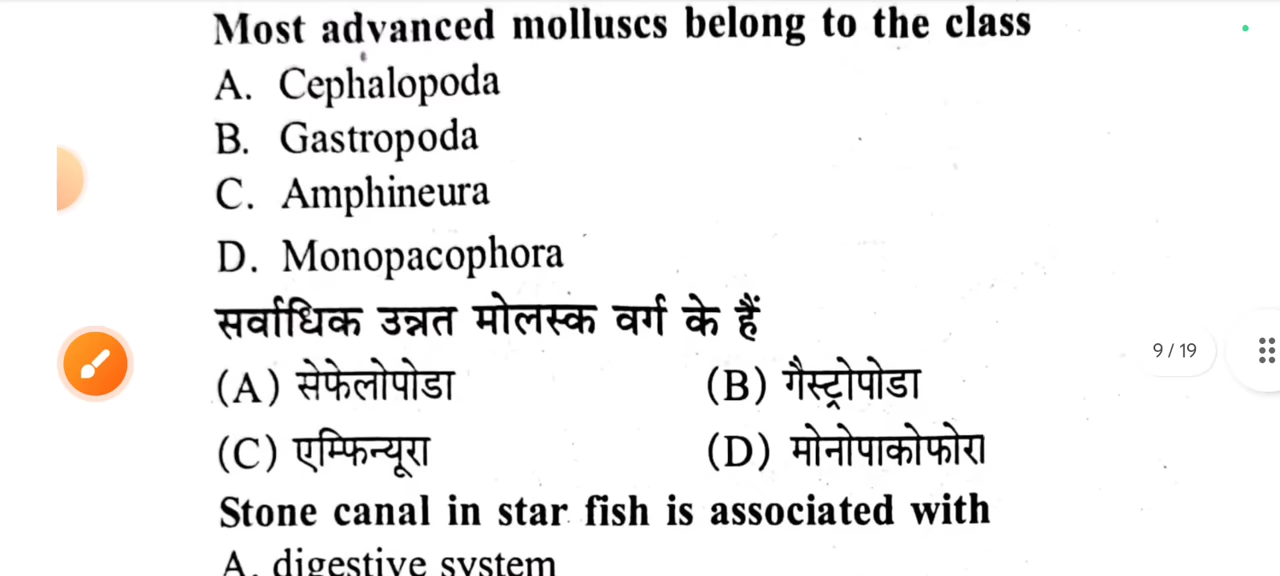 Most advanced molluscs belong to the class
A. Cephalopoda
B. Gastropoda
C. Amphineura
D. Monopacophora
सर्वाधिक उन्नत मोलस्क वर्ग के हैं
(A) सेफेलोपोडा (B) गैस्ट्रोपोडा
9 / 19
(C) एम्फिन्यूरा (D) मोनोपाकोफोरा
Stone canal in star fish is associated with
A. digestive system